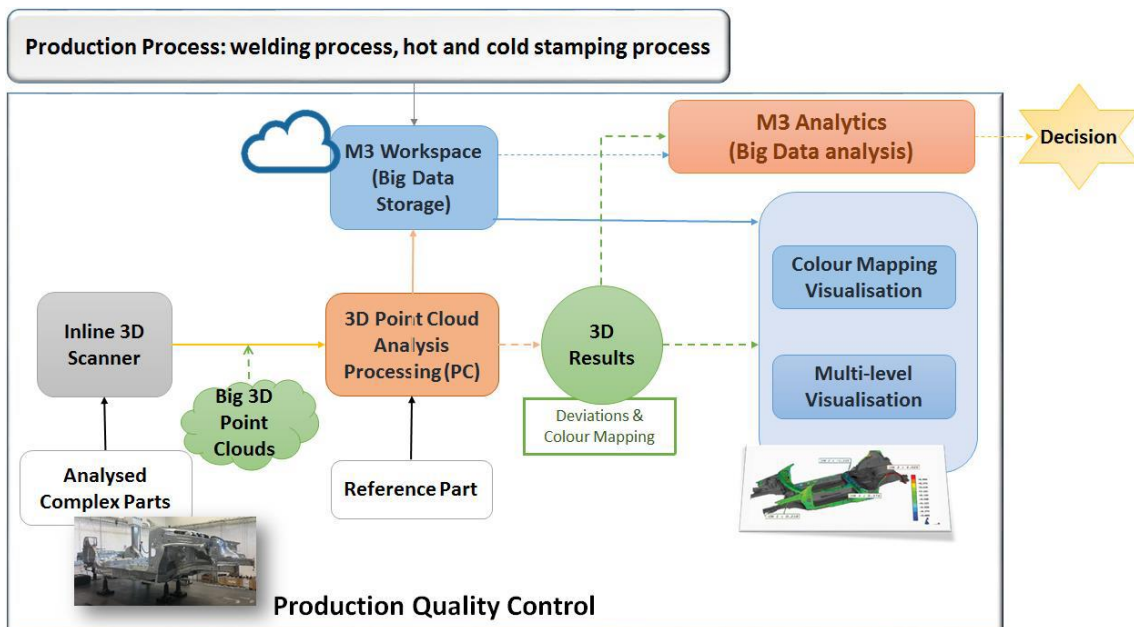 Production Process: welding process, hot and cold stamping process
M3 Workspace
(Big Data
Storage)
M3 Analytics
(Big Data analysis)
Decision
Colour Mapping
Visualisation
Inline 3D
Scanner
3D Point Cloud
Analysis
Processing (PC)
3D
Results
Multi-level
Visualisation
Big 3D
Point
Clouds
Deviations &
Colour Mapping
Analysed
Complex Parts
Reference Part
Production Quality Control